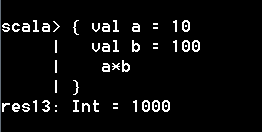 scala> { val a = 10
     |   val b = 100
     |    a*b
     | }
res13: Int = 1000